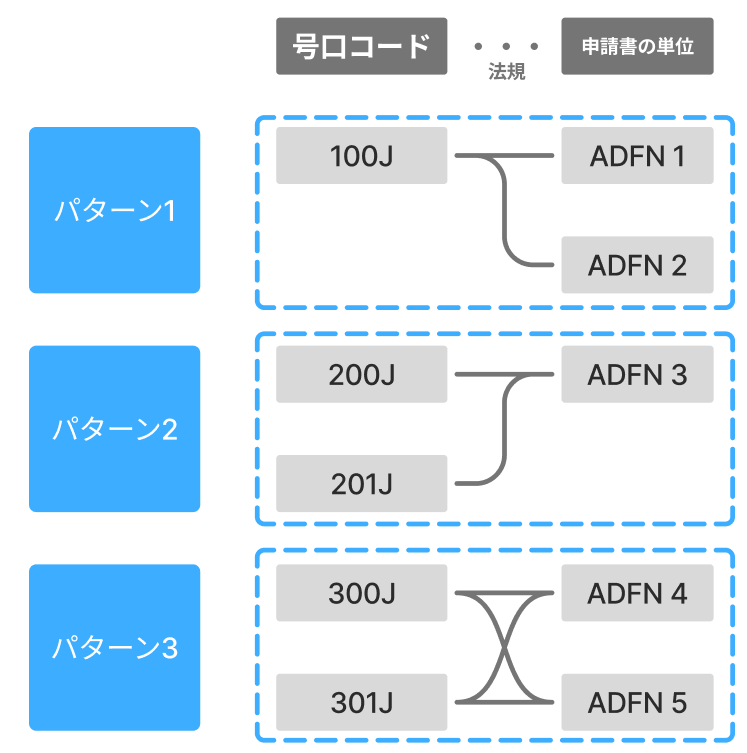 号口コード
・・・
法規
申請書の単位
パターン1
100J
ADFN 1
ADFN 2
パターン2
200J
ADFN 3
201J
パターン3
300J
ADFN 4
301J
ADFN 5